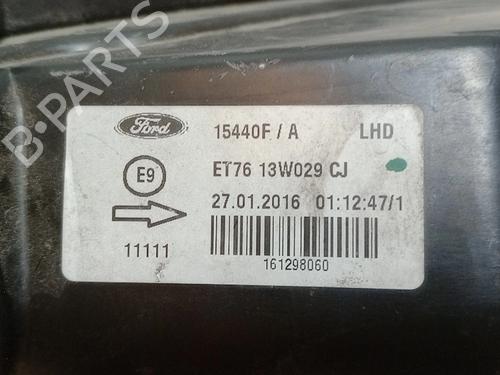 B-PARTS
Ford 15440F / A LHD
E9 ET76 13W029 CJ
27.01.2016 01:12:47/1
11111
161298060